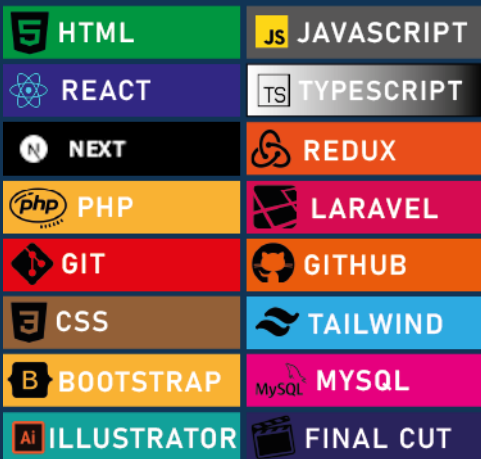 HTML
JS JAVASCRIPT
REACT
TS TYPESCRIPT
N NEXT
REDUX
php PHP
LARAVEL
GIT
GITHUB
3 CSS
TAILWIND
B BOOTSTRAP
MySQL MYSQL
Ai ILLUSTRATOR
FINAL CUT